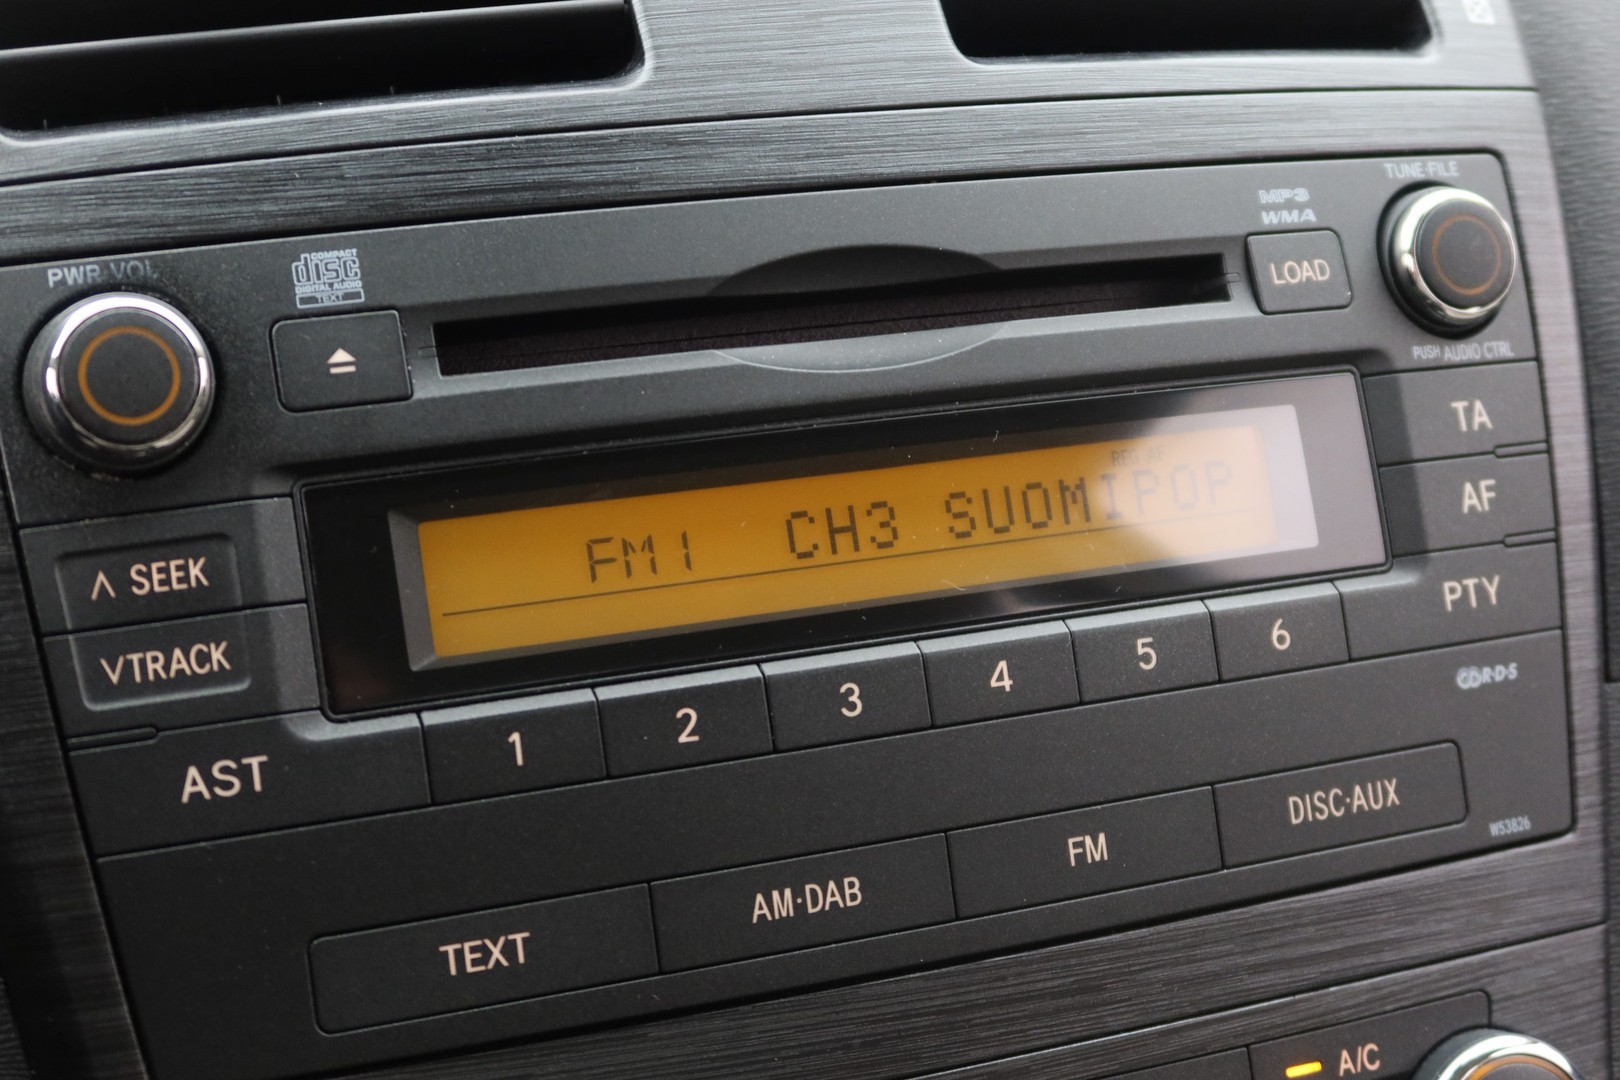 PWR·VOL
COMPACT
disc
DIGITAL AUDIO
TEXT
MP3
WMA
LOAD
TUNE·FILE
PUSH AUDIO CTRL
TA
AF
PTY
REG AF
FM1 CH3 SUOMIPOP
∧ SEEK
∨TRACK
AST
1 2 3 4 5 6
R·D·S
TEXT
AM·DAB
FM
DISC·AUX
W53826
A/C